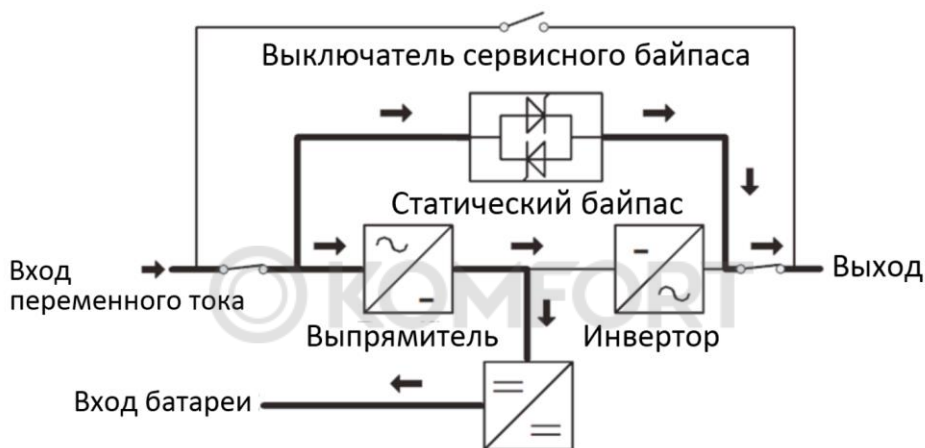 Выключатель сервисного байпаса
Статический байпас
Вход
переменного тока
Выход
KOMFORT
Выпрямитель
Инвертор
Вход батареи